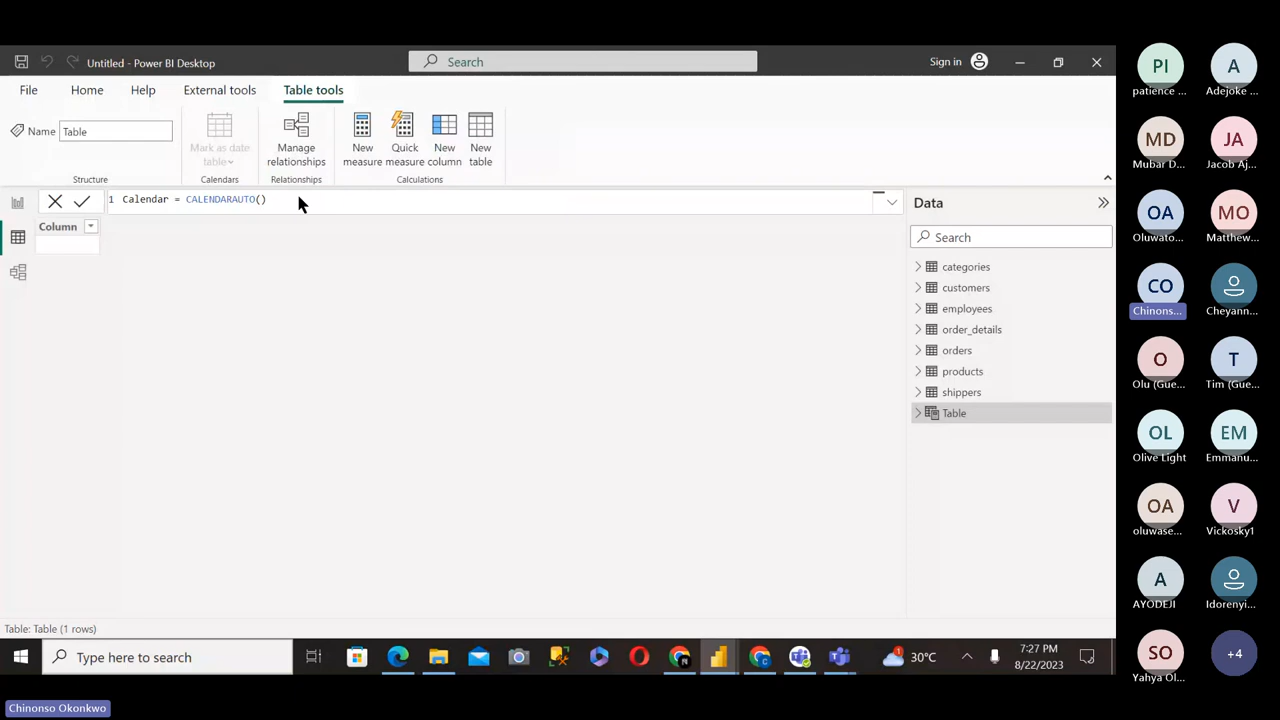 Untitled - Power BI Desktop
Search
Sign in
File
Home
Help
External tools
Table tools
Name
Table
Mark as date
table
Calendars
Structure
Manage
relationships
Relationships
New
measure
Quick
measure
New
column
New
table
Calculations
1 Calendar = CALENDARAUTO()
Column
Data
Search
categories
customers
employees
order_details
orders
products
shippers
Table
Table: Table (1 rows)
Type here to search
30°C
7:27 PM
8/22/2023
Chinonso Okonkwo
PI
patience ...
A
Adejoke ...
MD
Mubar D...
JA
Jacob Aj...
OA
Oluwato...
MO
Matthew...
CO
Chinons...
Cheyann...
O
Olu (Gue...
T
Tim (Gue...
OL
Olive Light
EM
Emmanu...
OA
oluwase...
V
Vickosky1
A
AYODEJI
Idorenyi...
SO
Yahya Ol...
+4